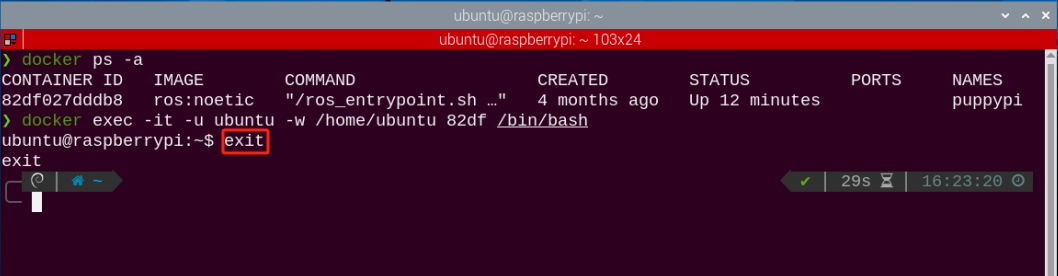 ubuntu@raspberrypi: ~
ubuntu@raspberrypi: ~ 103x24
❯ docker ps -a
CONTAINER ID   IMAGE        COMMAND                  CREATED        STATUS          PORTS     NAMES
82df027dddb8   ros:noetic   "/ros_entrypoint.sh …"   4 months ago   Up 12 minutes             puppypi
❯ docker exec -it -u ubuntu -w /home/ubuntu 82df /bin/bash
ubuntu@raspberrypi:~$ exit
exit
~ ✔ 29s 16:23:20